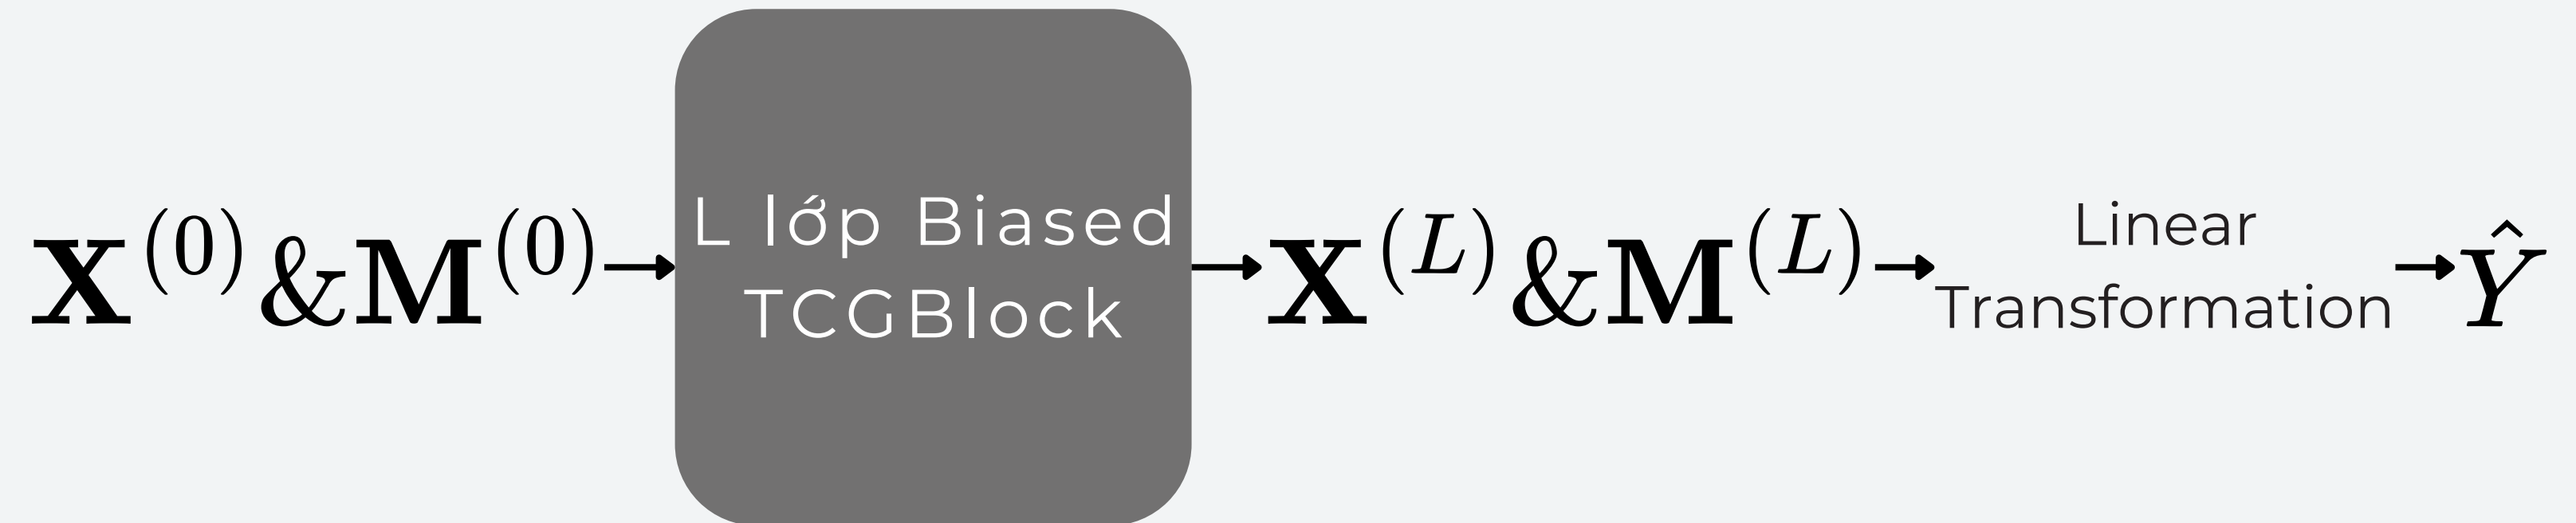 X^(0)&M^(0)
L lớp Biased
TCGBlock
X^(L)&M^(L)
Linear
Transformation
Ŷ